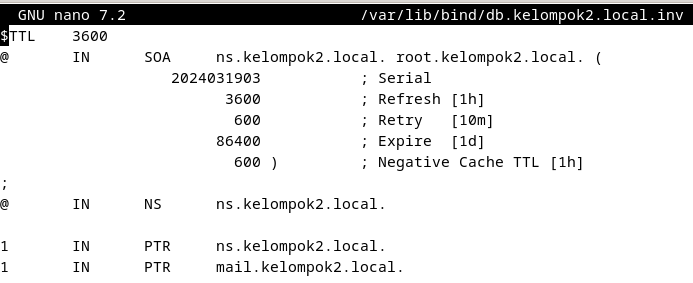 GNU nano 7.2 /var/lib/bind/db.kelompok2.local.inv
$TTL 3600
@ IN SOA ns.kelompok2.local. root.kelompok2.local. (
2024031903 ; Serial
3600 ; Refresh [1h]
600 ; Retry [10m]
86400 ; Expire [1d]
600 ) ; Negative Cache TTL [1h]
;
@ IN NS ns.kelompok2.local.
1 IN PTR ns.kelompok2.local.
1 IN PTR mail.kelompok2.local.